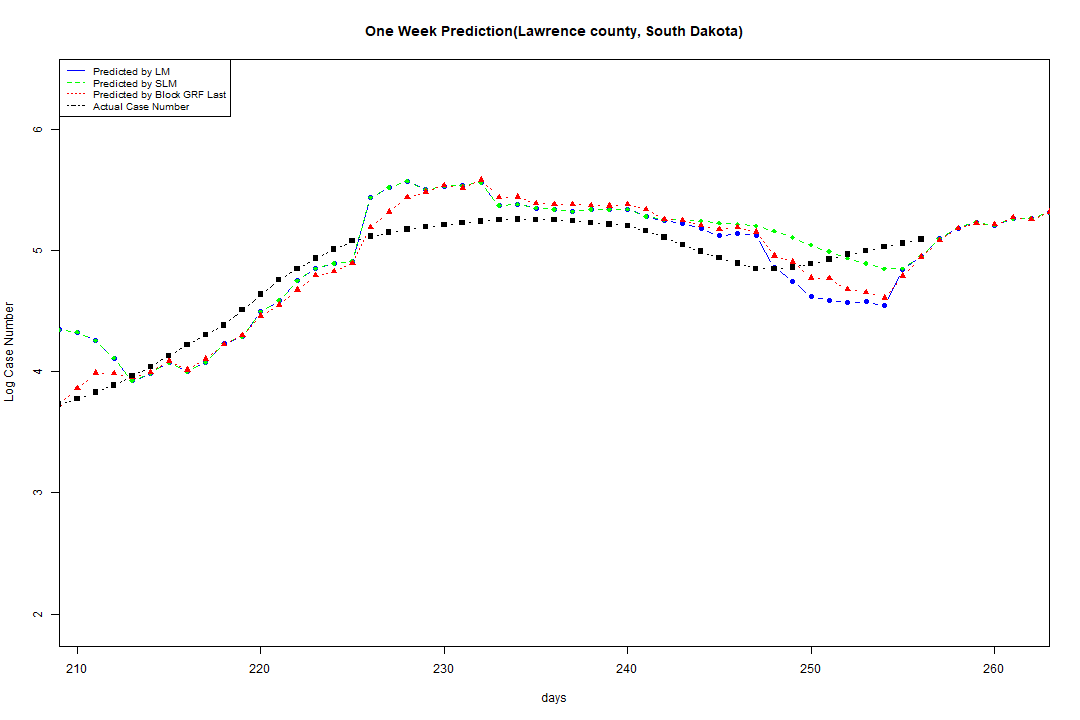 One Week Prediction(Lawrence county, South Dakota)
Predicted by LM
Predicted by SLM
Predicted by Block GRF Last
Actual Case Number
6
5
4
3
2
Log Case Number
210 220 230 240 250 260
days